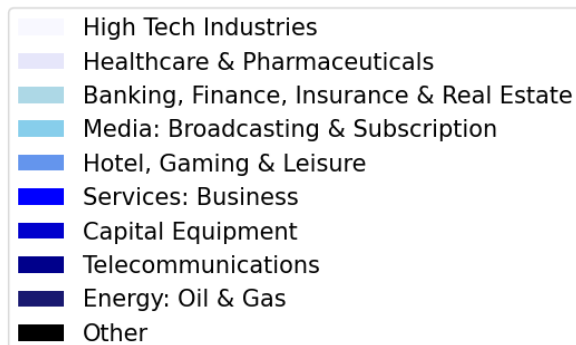 High Tech Industries
Healthcare & Pharmaceuticals
Banking, Finance, Insurance & Real Estate
Media: Broadcasting & Subscription
Hotel, Gaming & Leisure
Services: Business
Capital Equipment
Telecommunications
Energy: Oil & Gas
Other